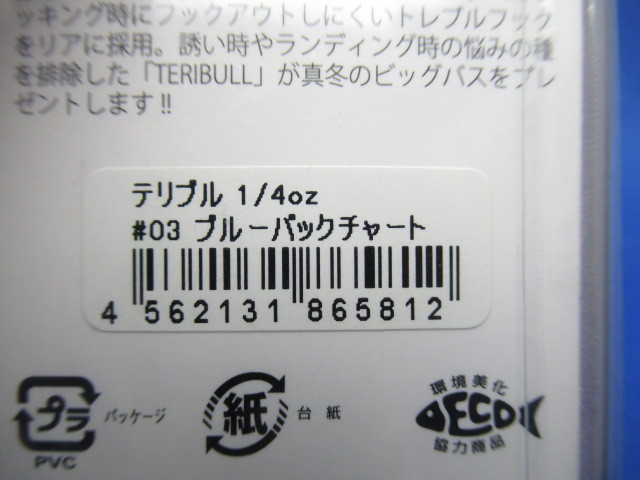 ッキング時にフックアウトしにくいトレブルフック
をリアに採用。誘い時やランディング時の悩みの種
を排除した「TERIBULL」が真冬のビッグバスをプレ
ゼントします!!
テリブル 1/4oz
#03 ブルーバックチャート
4 562131 865812
プラ パッケージ
PVC
紙 台紙
環境美化
ECO
協力商品